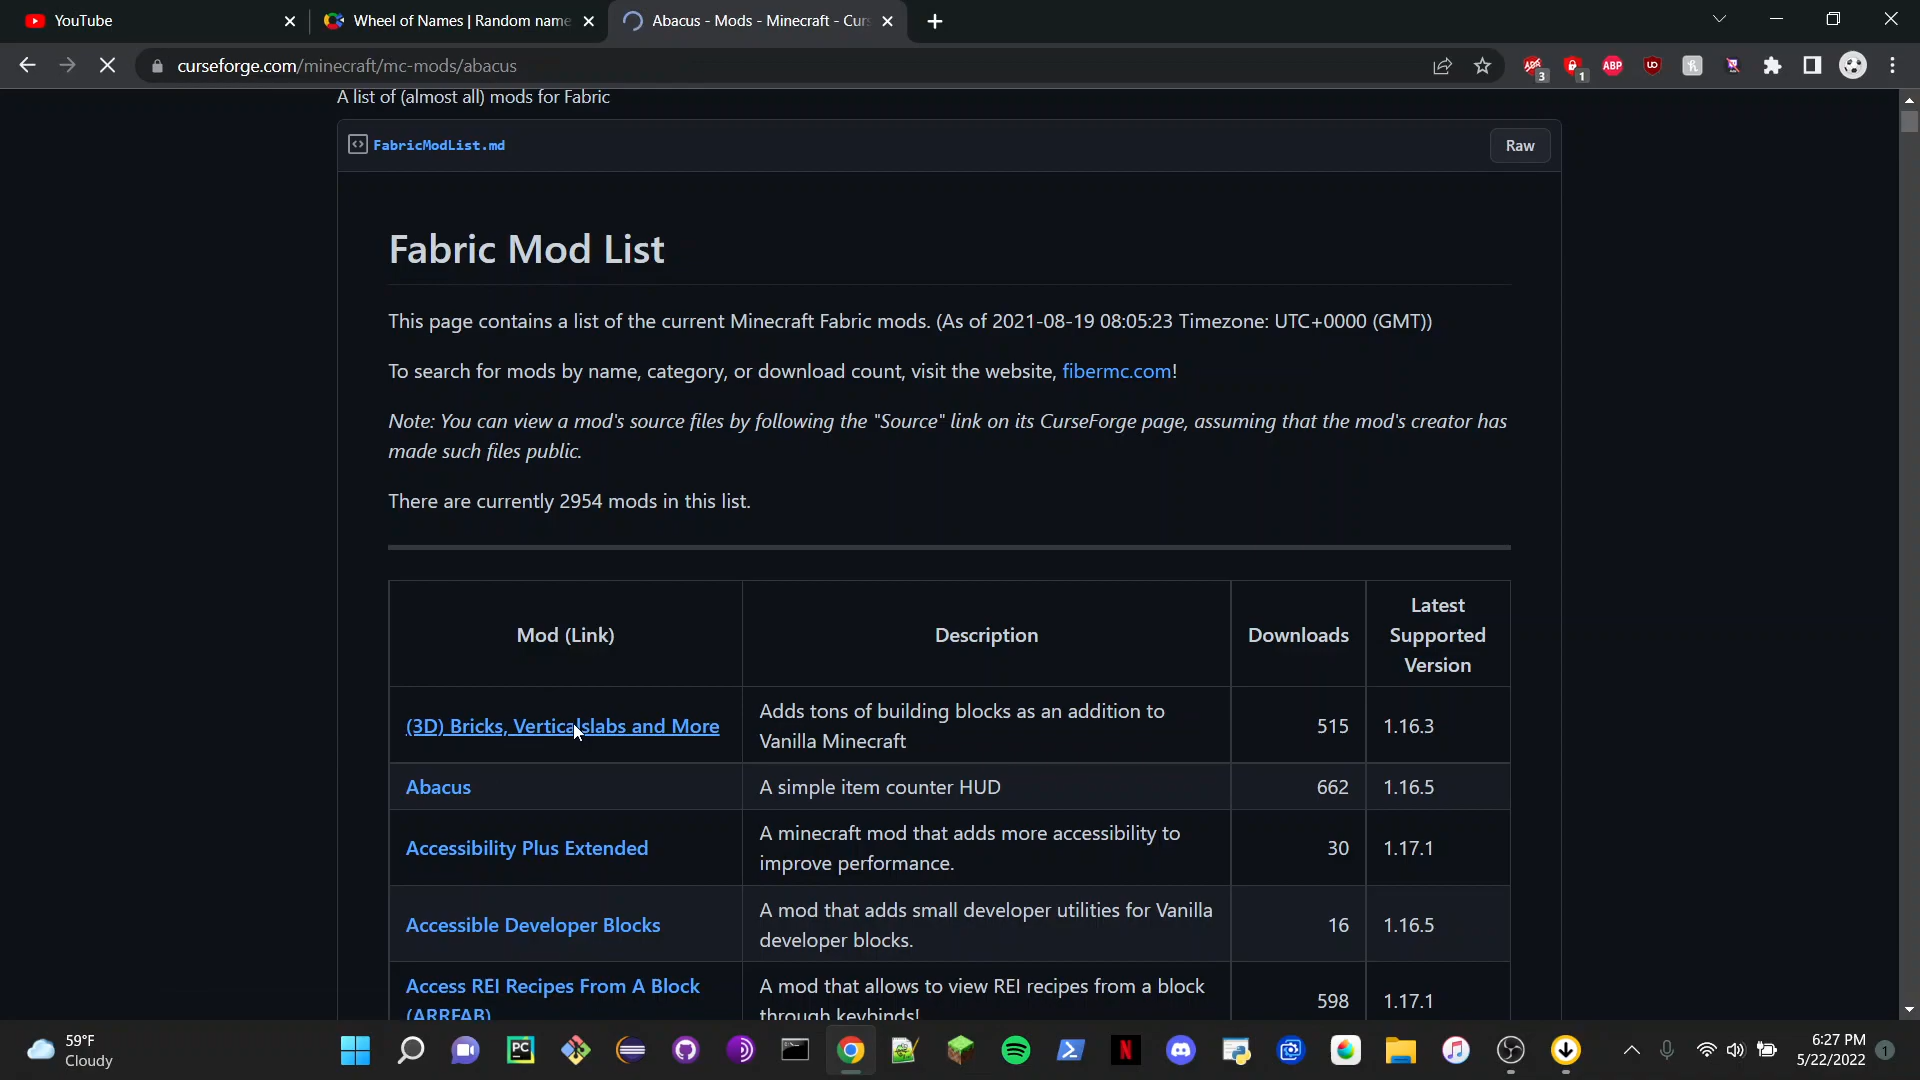 YouTube
Wheel of Names | Random name
Abacus - Mods - Minecraft - Cur
curseforge.com/minecraft/mc-mods/abacus
3
1
ABP
A list of (almost all) mods for Fabric
FabricModList.md
Raw
Fabric Mod List
This page contains a list of the current Minecraft Fabric mods. (As of 2021-08-19 08:05:23 Timezone: UTC+0000 (GMT))
To search for mods by name, category, or download count, visit the website, fibermc.com!
Note: You can view a mod's source files by following the "Source" link on its CurseForge page, assuming that the mod's creator has
made such files public.
There are currently 2954 mods in this list.
Mod (Link)
Description
Downloads
Latest
Supported
Version
(3D) Bricks, Verticalslabs and More
Adds tons of building blocks as an addition to
Vanilla Minecraft
515
1.16.3
Abacus
A simple item counter HUD
662
1.16.5
Accessibility Plus Extended
A minecraft mod that adds more accessibility to
improve performance.
30
1.17.1
Accessible Developer Blocks
A mod that adds small developer utilities for Vanilla
developer blocks.
16
1.16.5
Access REI Recipes From A Block
(ARRFAB)
A mod that allows to view REI recipes from a block
through keybinds!
598
1.17.1
59°F
Cloudy
PC
N
6:27 PM
5/22/2022
1